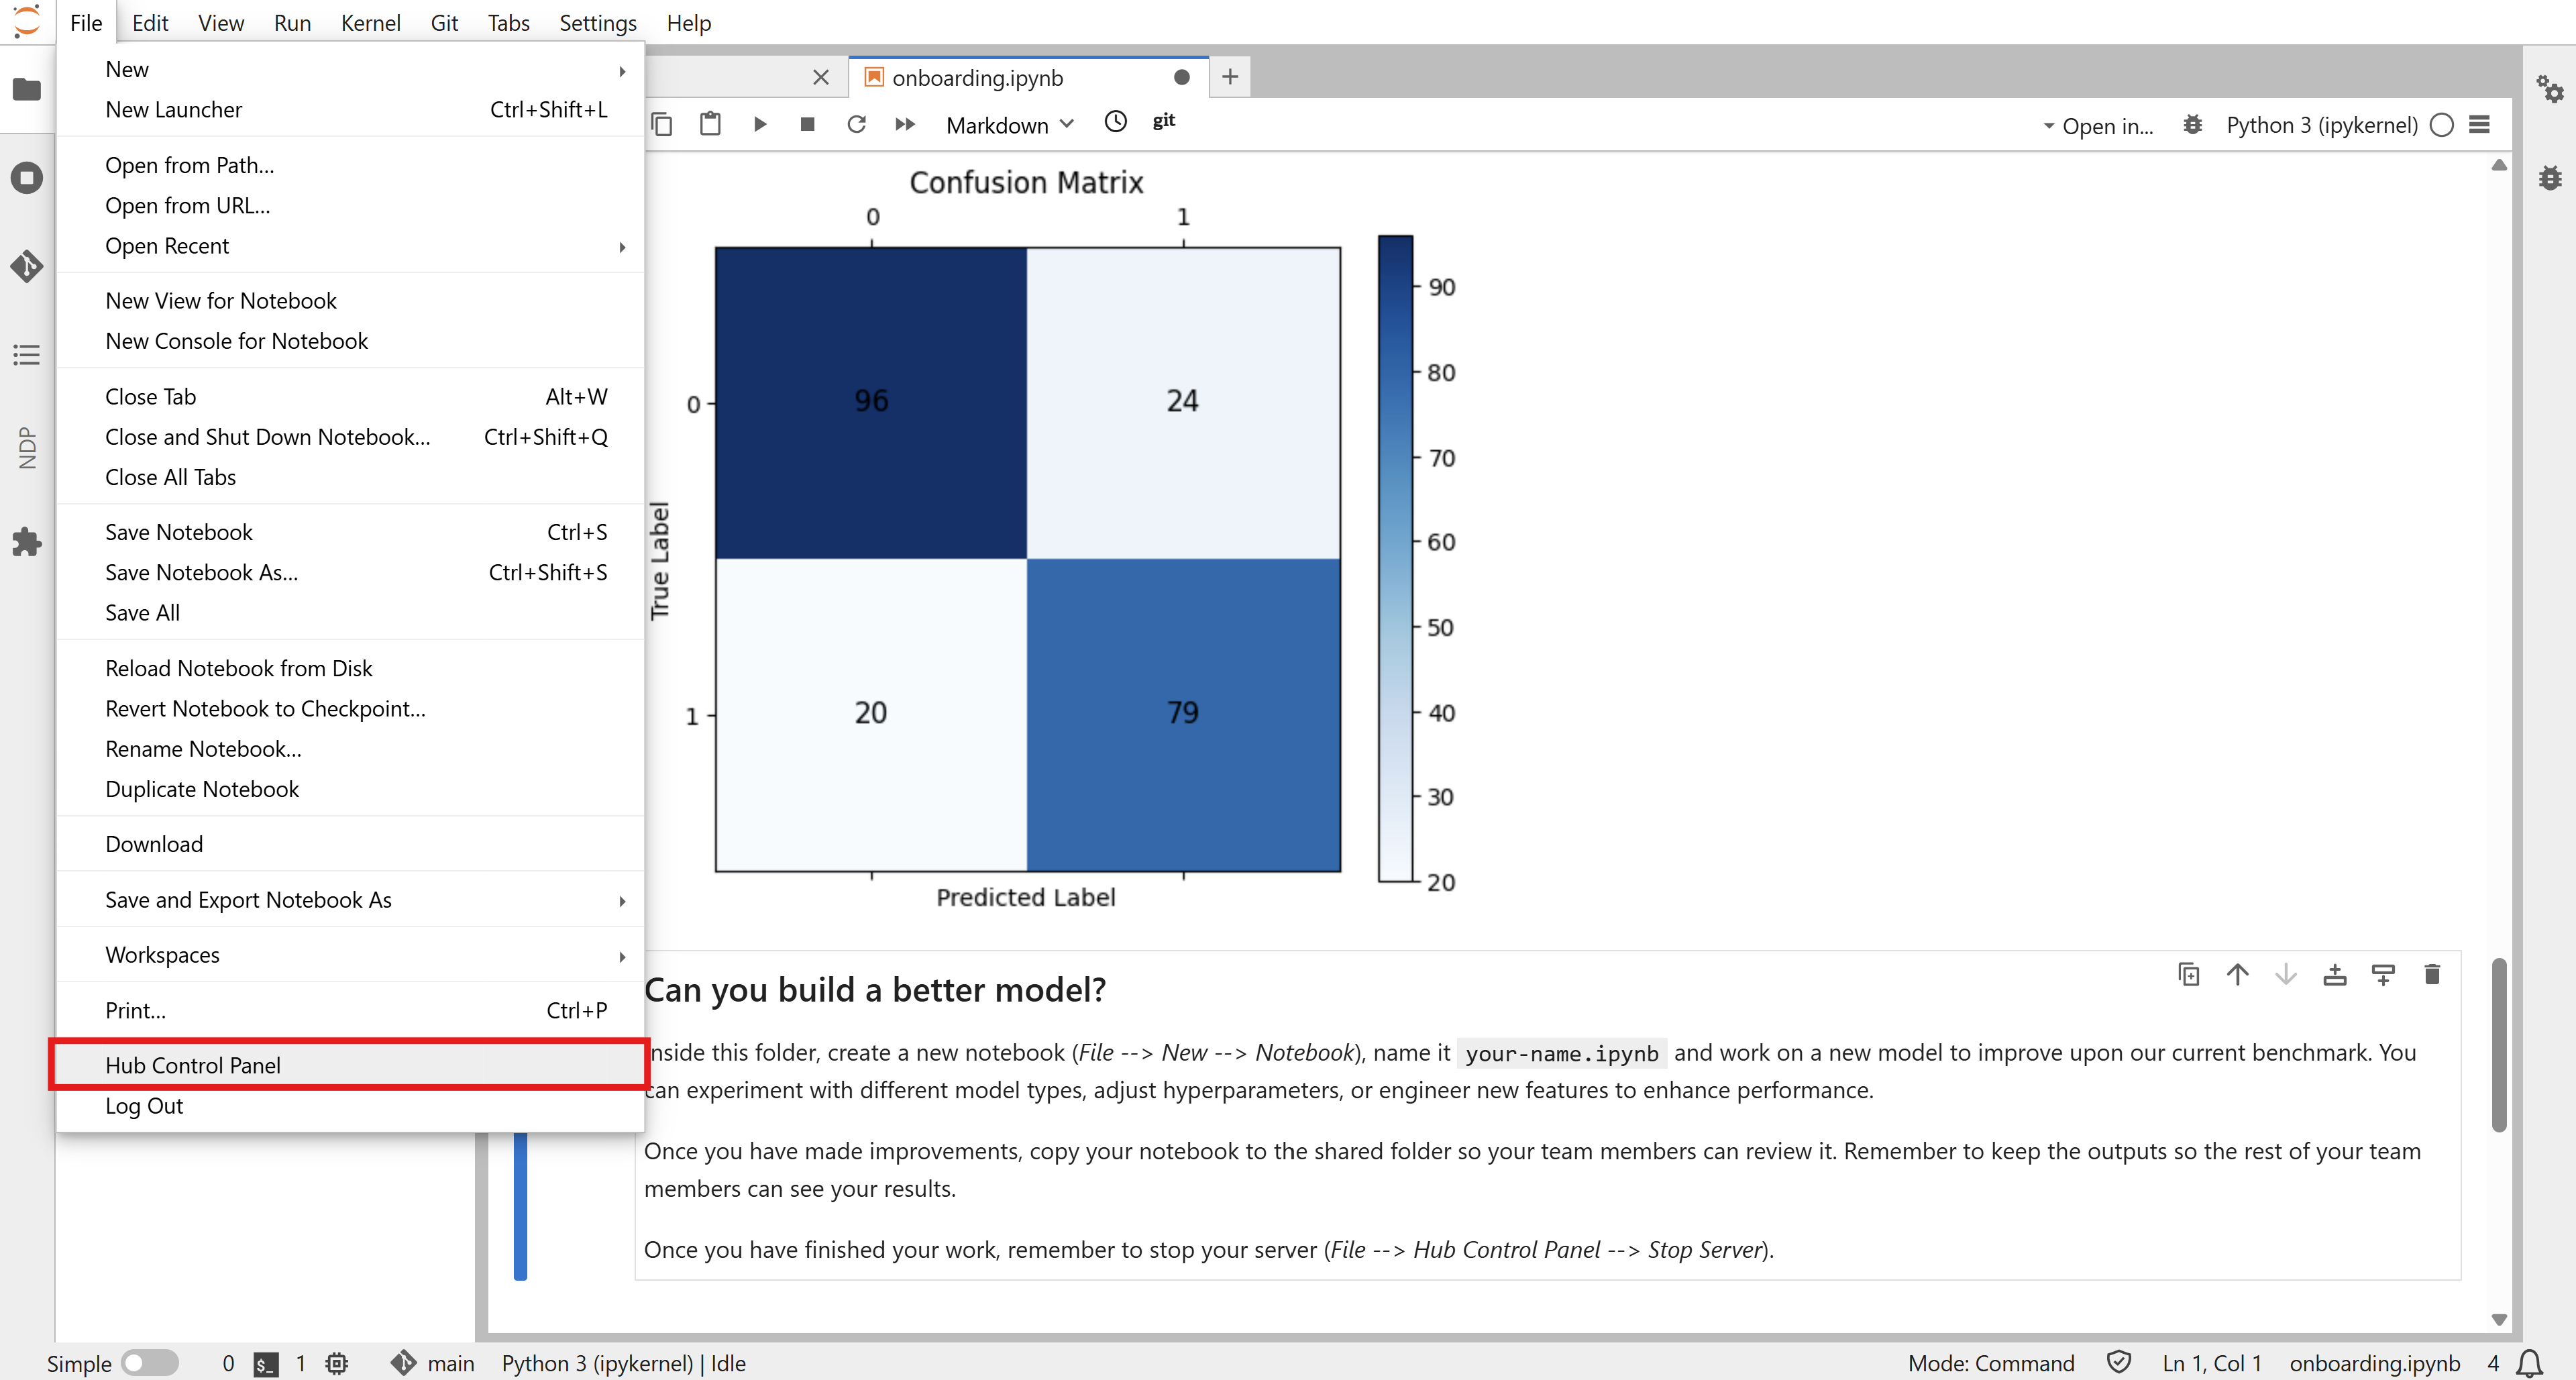 File Edit View Run Kernel Git Tabs Settings Help
New
New Launcher Ctrl+Shift+L
Open from Path...
Open from URL...
Open Recent
New View for Notebook
New Console for Notebook
Close Tab Alt+W
Close and Shut Down Notebook... Ctrl+Shift+Q
Close All Tabs
Save Notebook Ctrl+S
Save Notebook As... Ctrl+Shift+S
Save All
Reload Notebook from Disk
Revert Notebook to Checkpoint...
Rename Notebook...
Duplicate Notebook
Download
Save and Export Notebook As
Workspaces
Print... Ctrl+P
Hub Control Panel
Log Out
NDP
onboarding.ipynb
Markdown git Open in... Python 3 (ipykernel)
Confusion Matrix
0 1
0 96 24
1 20 79
True Label
Predicted Label
90
80
70
60
50
40
30
20
Can you build a better model?
nside this folder, create a new notebook (File --> New --> Notebook), name it your-name.ipynb and work on a new model to improve upon our current benchmark. You
can experiment with different model types, adjust hyperparameters, or engineer new features to enhance performance.
Once you have made improvements, copy your notebook to the shared folder so your team members can review it. Remember to keep the outputs so the rest of your team
members can see your results.
Once you have finished your work, remember to stop your server (File --> Hub Control Panel --> Stop Server).
Simple 0 $_ 1 main Python 3 (ipykernel) | Idle Mode: Command Ln 1, Col 1 onboarding.ipynb 4